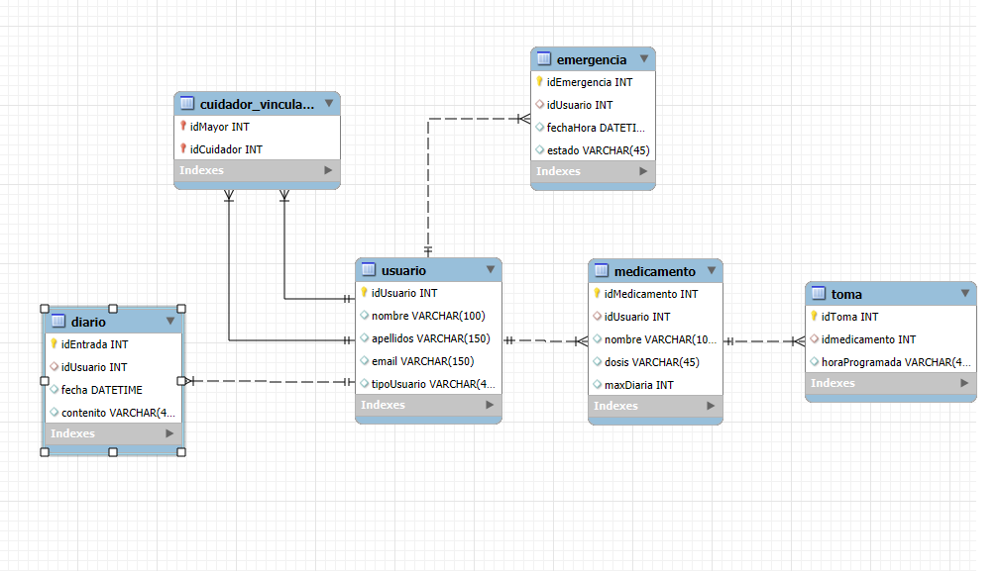 emergencia
idEmergencia INT
idUsuario INT
fechaHora DATETI...
estado VARCHAR(45)
Indexes
cuidador_vincula...
idMayor INT
idCuidador INT
Indexes
usuario
idUsuario INT
nombre VARCHAR(100)
apellidos VARCHAR(150)
email VARCHAR(150)
tipoUsuario VARCHAR(4...
Indexes
medicamento
idMedicamento INT
idUsuario INT
nombre VARCHAR(10...
dosis VARCHAR(45)
maxDiaria INT
Indexes
toma
idToma INT
idmedicamento INT
horaProgramada VARCHAR(4...
Indexes
diario
idEntrada INT
idUsuario INT
fecha DATETIME
contenito VARCHAR(4...
Indexes